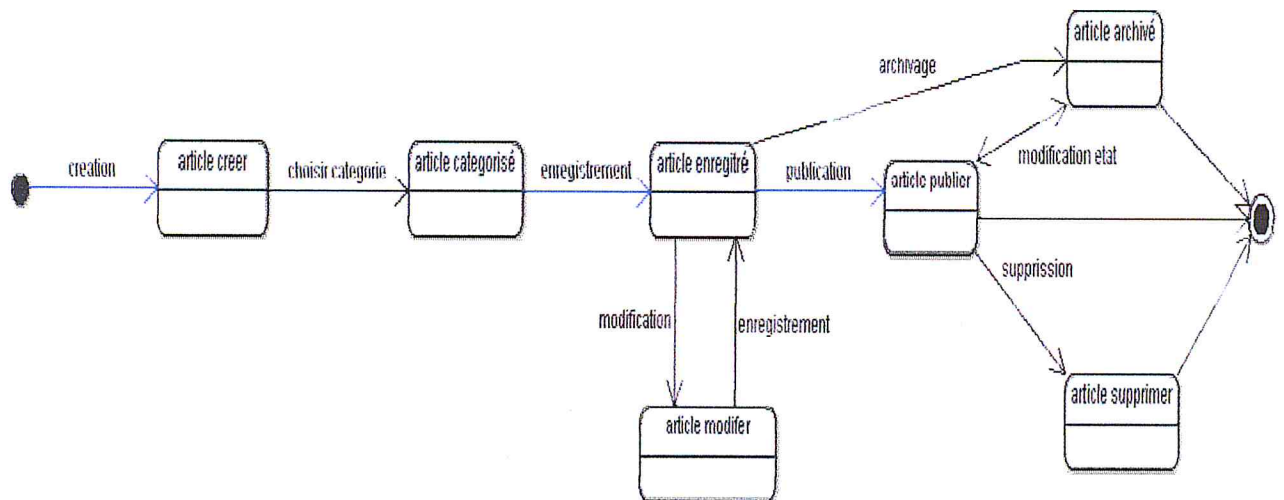 article archivé
archivage
article creer
creation
choisir categorie
article categorisé
enregistrement
article enregitré
publication
article publier
modification etat
supprission
modification
enregistrement
article modifer
article supprimer